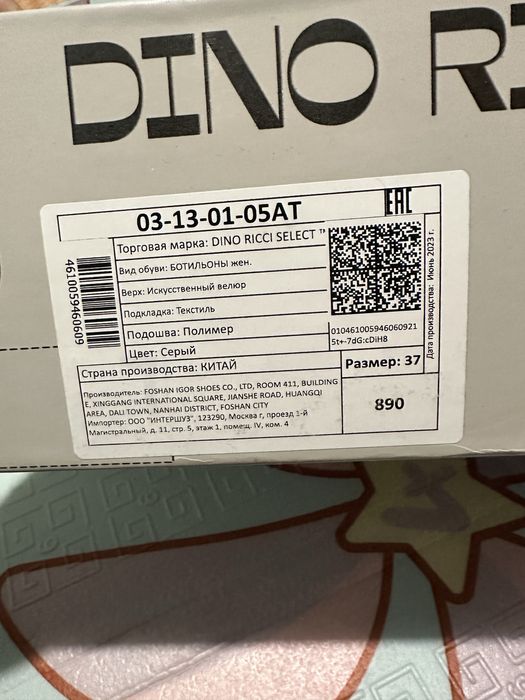 DINO RI
03-13-01-05AT
EAC
Торговая марка: DINO RICCI SELECT ™
Вид обуви: БОТИЛЬОНЫ жен.
Верх: Искусственный велюр
Подкладка: Текстиль
Подошва: Полимер
Цвет: Серый
Страна производства: КИТАЙ
4610059460609
010461005946060921
5t+-7dG:cDiH8
Дата производства: Июнь 2023 г.
Размер: 37
890
Производитель: FOSHAN IGOR SHOES CO., LTD, ROOM 411, BUILDING
E, XINGGANG INTERNATIONAL SQUARE, JIANSHE ROAD, HUANGQI
AREA, DALI TOWN, NANHAI DISTRICT, FOSHAN CITY
Импортер: ООО "ИНТЕРШУЗ", 123290, Москва г, проезд 1-й
Магистральный, д. 11, стр. 5, этаж 1, помещ. IV, ком. 4